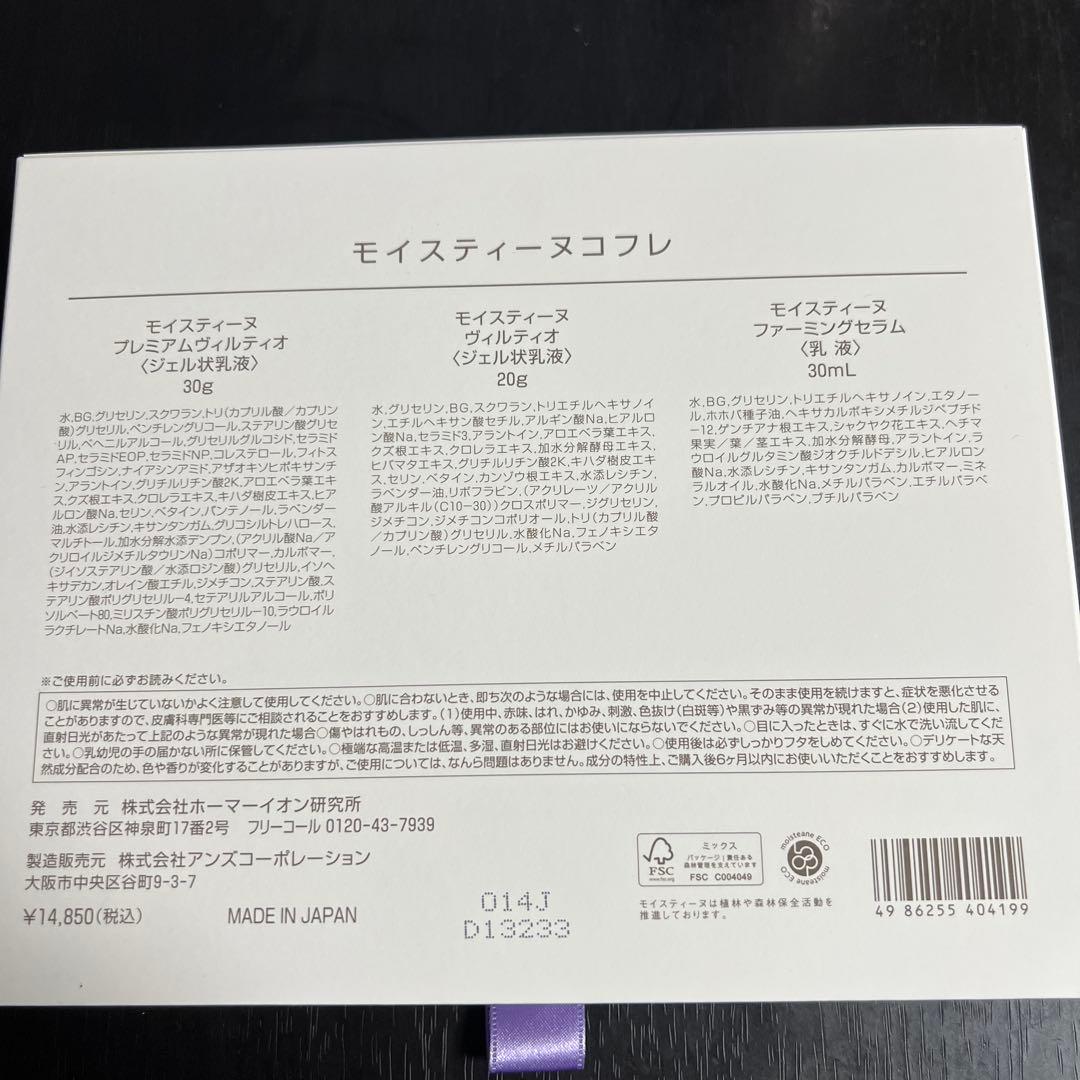 モイスティーヌコフレ
モイスティーヌ
プレミアムヴィルティオ
〈ジェル状乳液〉
30g
水,BG,グリセリン,スクワラン,トリ(カプリル酸/カプリン
酸)グリセリル,ペンチレングリコール,ステアリン酸グリセ
リル,ベヘニルアルコール,グリセリルグルコシド,セラミド
AP,セラミドEOP,セラミドNP,コレステロール,フィトス
フィンゴシン,ナイアシンアミド,アザオキソヒポキサンチ
ン,アラントイン,グリチルリチン酸2K,アロエベラ葉エキ
ス,クズ根エキス,クロレラエキス,キハダ樹皮エキス,ヒア
ルロン酸Na,セリン,ベタイン,パンテノール,ラベンダー
油,水添レシチン,キサンタンガム,グリコシルトレハロース,
マルチトール,加水分解水添デンプン,(アクリル酸Na/ア
クリロイルジメチルタウリンNa)コポリマー,カルボマー,
(ジイソステアリン酸/水添ロジン酸)グリセリル,イソヘ
キサデカン,オレイン酸エチル,ジメチコン,ステアリン酸,ス
テアリン酸ポリグリセリル-4,セテアリルアルコール,ポリ
ソルベート80,ミリスチン酸ポリグリセリル-10,ラウロイル
ラクチレートNa,水酸化Na,フェノキシエタノール
モイスティーヌ
ヴィルティオ
〈ジェル状乳液〉
20g
水,グリセリン,BG,スクワラン,トリエチルヘキサノイ
ン,エチルヘキサン酸セチル,アルギン酸Na,ヒアルロ
ン酸Na,セラミド3,アラントイン,アロエベラ葉エキス,
クズ根エキス,クロレラエキス,加水分解酵母エキス,
ヒバマタエキス,グリチルリチン酸2K,キハダ樹皮エキ
ス,セリン,ベタイン,カンゾウ根エキス,水添レシチン,
ラベンダー油,リボフラビン,(アクリレーツ/アクリル
酸アルキル(C10-30))クロスポリマー,ジグリセリン,
ジメチコン,ジメチコンコポリオール,トリ(カプリル酸
/カプリン酸)グリセリル,水酸化Na,フェノキシエタ
ノール,ペンチレングリコール,メチルパラベン
モイスティーヌ
ファーミングセラム
〈乳 液〉
30mL
水,BG,グリセリン,トリエチルヘキサノイン,エタノー
ル,ホホバ種子油,ヘキサカルボキシメチルジペプチド
-12,ゲンチアナ根エキス,シャクヤク花エキス,ヘチマ
果実/葉/茎エキス,加水分解酵母,アラントイン,ラ
ウロイルグルタミン酸ジオクチルドデシル,ヒアルロン
酸Na,水添レシチン,キサンタンガム,カルボマー,ミネ
ラルオイル,水酸化Na,メチルパラベン,エチルパラベ
ン,プロピルパラベン,ブチルパラベン
※ご使用前に必ずお読みください。
○肌に異常が生じていないかよく注意して使用してください。○肌に合わないとき、即ち次のような場合には、使用を中止してください。そのまま使用を続けますと、症状を悪化させる
ことがありますので、皮膚科専門医等にご相談されることをおすすめします。(1)使用中、赤味、はれ、かゆみ、刺激、色抜け(白斑等)や黒ずみ等の異常が現れた場合(2)使用した肌に、
直射日光があたって上記のような異常が現れた場合○傷やはれもの、しっしん等、異常のある部位にはお使いにならないでください。○目に入ったときは、すぐに水で洗い流してくだ
さい。○乳幼児の手の届かない所に保管してください。○極端な高温または低温、多湿、直射日光はお避けください。○使用後は必ずしっかりフタをしめてください。○デリケートな天
然成分配合のため、色や香りが変化することがありますが、ご使用については、なんら問題はありません。成分の特性上、ご購入後6ヶ月以内にお使いいただくことをおすすめします。
発 売 元 株式会社ホーマーイオン研究所
東京都渋谷区神泉町17番2号 フリーコール 0120-43-7939
製造販売元 株式会社アンズコーポレーション
大阪市中央区谷町9-3-7
¥14,850(税込) MADE IN JAPAN
014J
D13233
FSC
www.fsc.org
ミックス
パッケージ|責任ある
森林管理を支えています
FSC C004049
moisteane ECO
moisteane ECO
モイスティーヌは植林や森林保全活動を
推進しております。
49 86255 404199